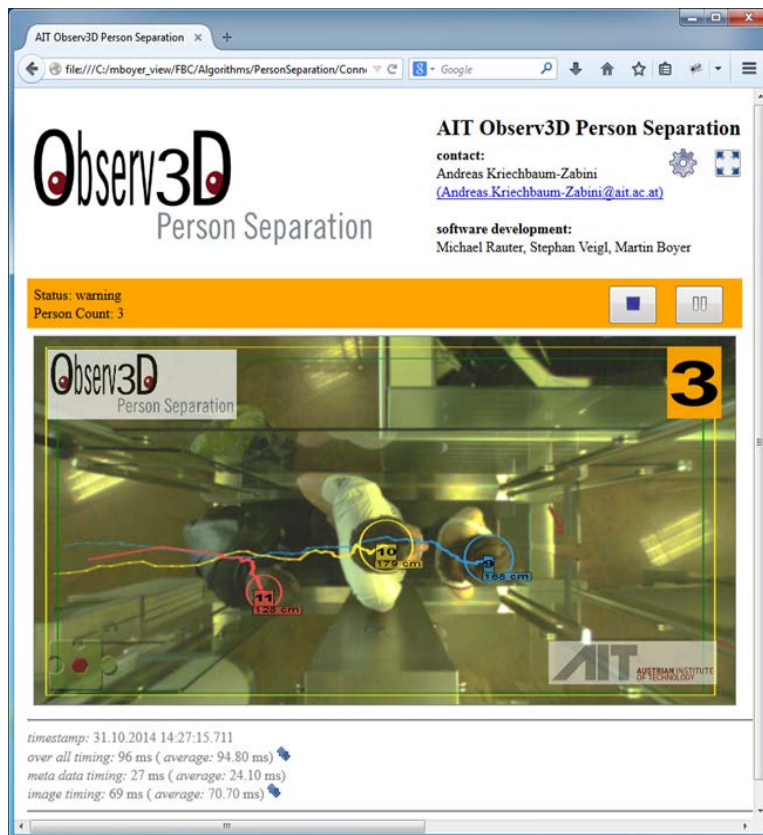 AIT Observ3D Person Separation
file:///C:/mboyer_view/FBC/Algorithms/PersonSeparation/Conn
Google
Observ3D
Person Separation
AIT Observ3D Person Separation
contact:
Andreas Kriechbaum-Zabini
(Andreas.Kriechbaum-Zabini@ait.ac.at)
software development:
Michael Rauter, Stephan Veigl, Martin Boyer
Status: warning
Person Count: 3
Observ3D
Person Separation
3
10
179 cm
9
168 cm
11
128 cm
AIT AUSTRIAN INSTITUTE
OF TECHNOLOGY
timestamp: 31.10.2014 14:27:15.711
over all timing: 96 ms ( average: 94.80 ms)
meta data timing: 27 ms ( average: 24.10 ms)
image timing: 69 ms ( average: 70.70 ms)